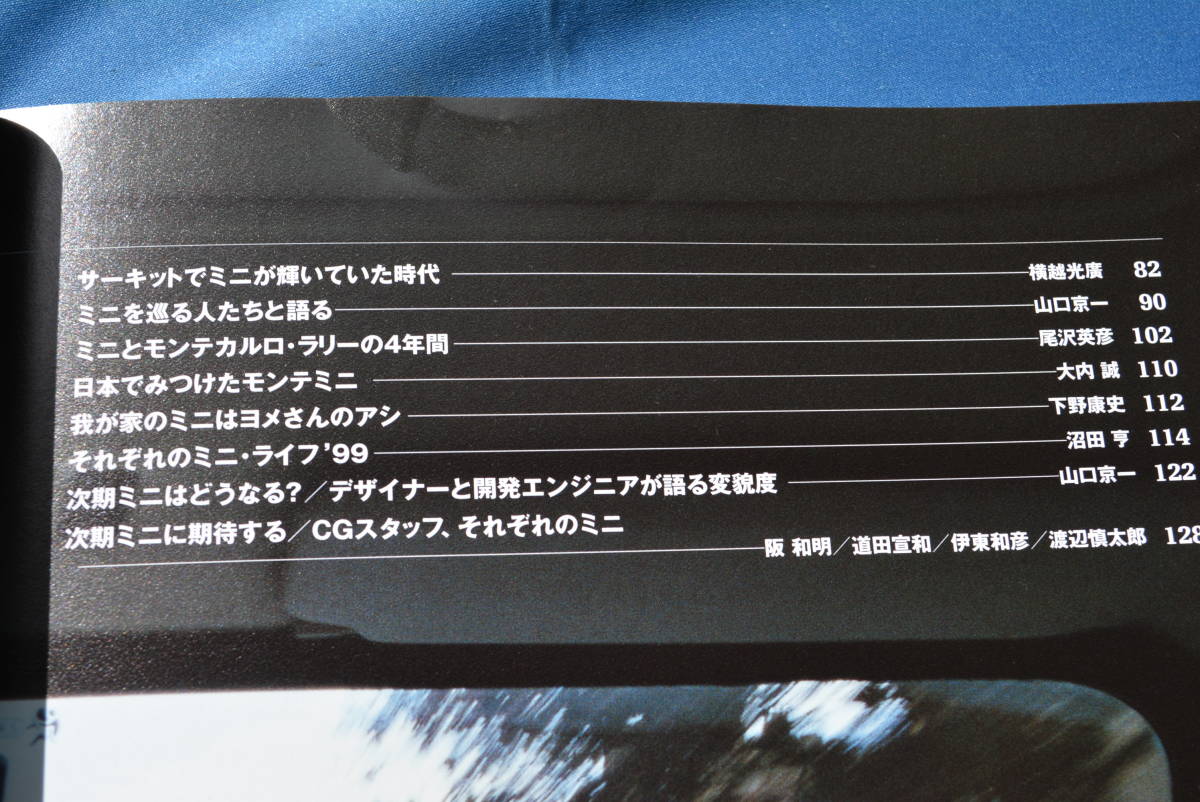 サーキットでミニが輝いていた時代 横越光廣 82
ミニを巡る人たちと語る 山口京一 90
ミニとモンテカルロ・ラリーの4年間 尾沢英彦 102
日本でみつけたモンテミニ 大内 誠 110
我が家のミニはヨメさんのアシ 下野康史 112
それぞれのミニ・ライフ'99 沼田 亨 114
次期ミニはどうなる?/デザイナーと開発エンジニアが語る変貌度 山口京一 122
次期ミニに期待する/CGスタッフ、それぞれのミニ
阪 和明/道田宣和/伊東和彦/渡辺慎太郎 128